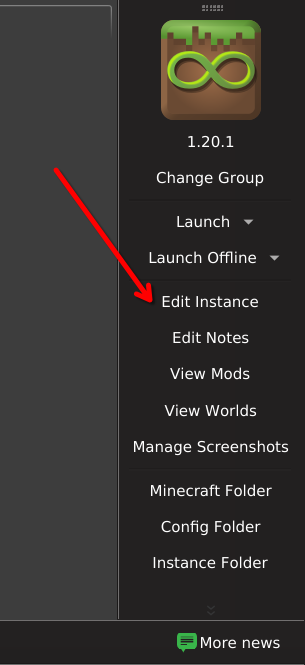 1.20.1
Change Group
Launch
Launch Offline
Edit Instance
Edit Notes
View Mods
View Worlds
Manage Screenshots
Minecraft Folder
Config Folder
Instance Folder
More news